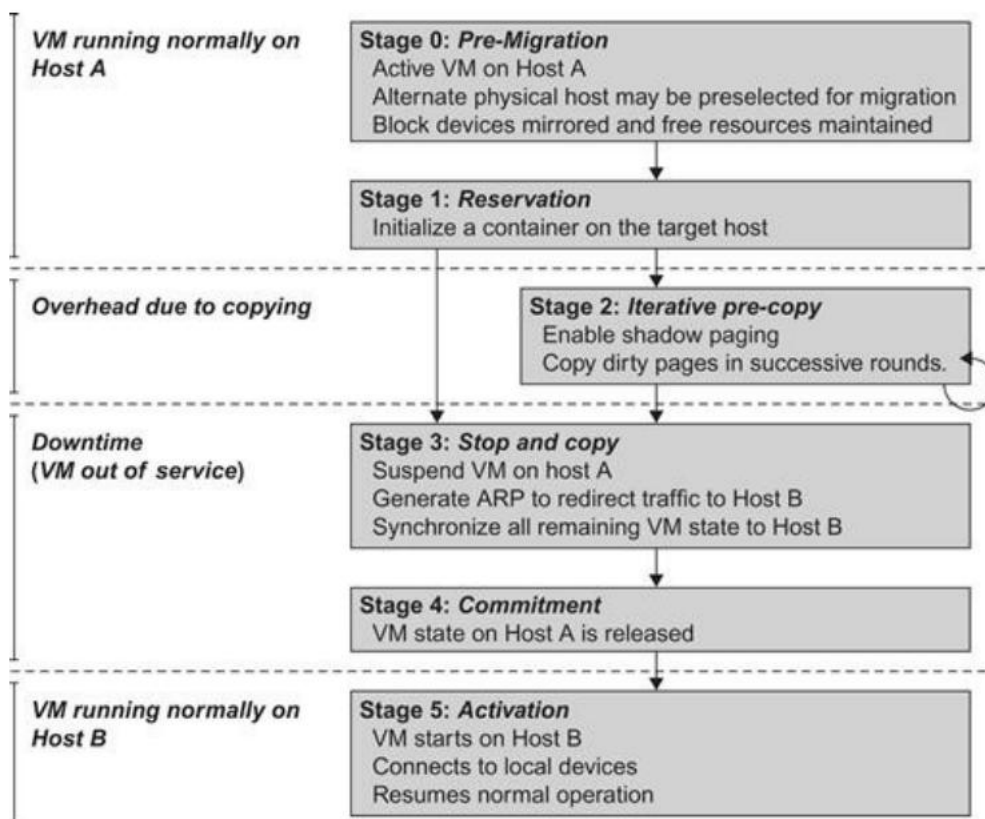 VM running normally on
Host A
Stage 0: Pre-Migration
Active VM on Host A
Alternate physical host may be preselected for migration
Block devices mirrored and free resources maintained
Stage 1: Reservation
Initialize a container on the target host
Overhead due to copying
Stage 2: Iterative pre-copy
Enable shadow paging
Copy dirty pages in successive rounds.
Downtime
(VM out of service)
Stage 3: Stop and copy
Suspend VM on host A
Generate ARP to redirect traffic to Host B
Synchronize all remaining VM state to Host B
Stage 4: Commitment
VM state on Host A is released
VM running normally on
Host B
Stage 5: Activation
VM starts on Host B
Connects to local devices
Resumes normal operation